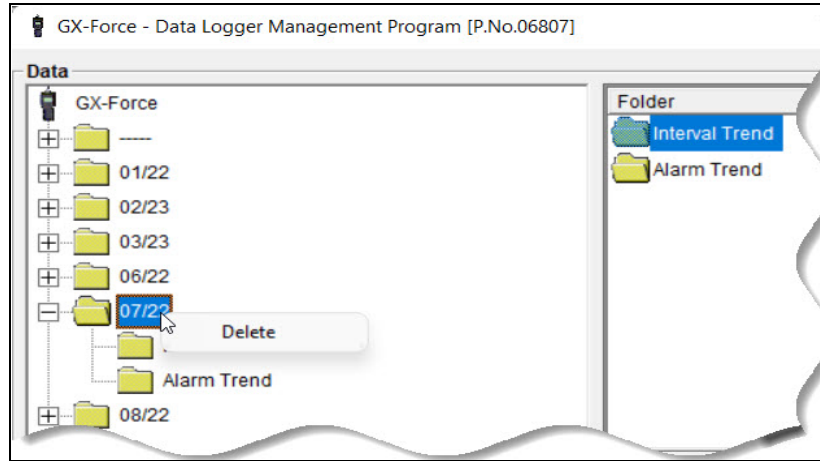 GX-Force - Data Logger Management Program [P.No.06807]
Data
GX-Force
-----
01/22
02/23
03/23
06/22
07/22
Delete
Alarm Trend
08/22
Folder
Interval Trend
Alarm Trend